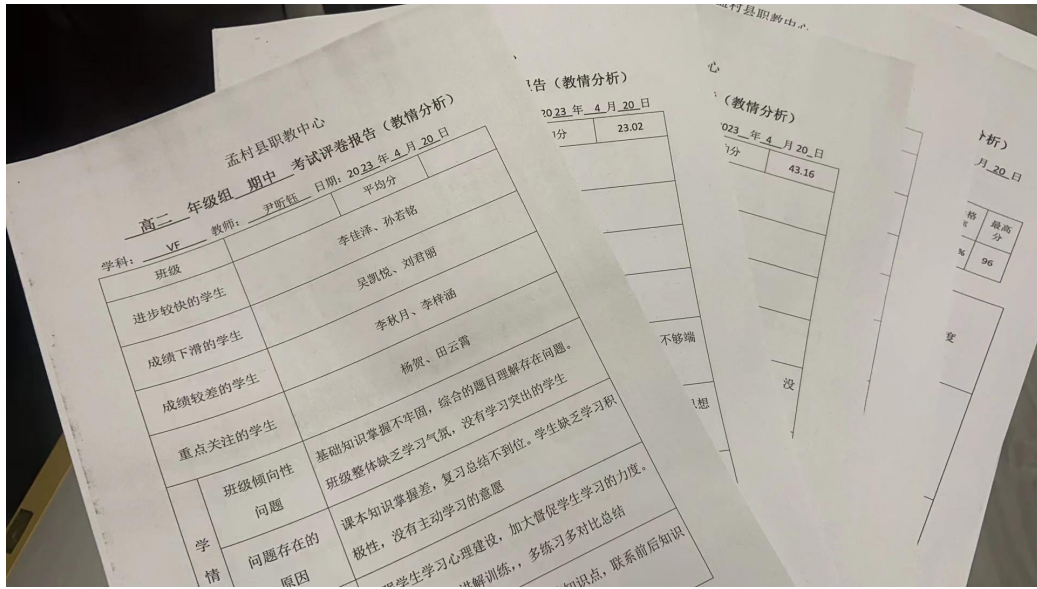 孟村县职教中心
高二 年级组 期中 考试评卷报告（教情分析）
学科： VF 教师： 尹昕钰 日期：2023 年 4 月 20 日
班级 平均分
进步较快的学生 李佳泽、孙若铭
成绩下滑的学生 吴凯悦、刘君丽
成绩较差的学生 李秋月、李梓涵
重点关注的学生 杨贺、田云霄
学情
班级倾向性问题
基础知识掌握不牢固，综合的题目理解存在问题。
班级整体缺乏学习气氛，没有学习突出的学生
问题存在的原因
课本知识掌握差，复习总结不到位。学生缺乏学习积
极性，没有主动学习的意愿
学生学习心理建设，加大督促学生学习的力度。
讲解训练，，多练习多对比总结
知识点，联系前后知识
告（教情分析）
2023 年 4 月 20 日
分 23.02
不够端
思想
心
（教情分析）
023 年 4 月 20 日
分 43.16
没
孟村县职教中心
析）
月 20 日
格 最高分
% 96
度